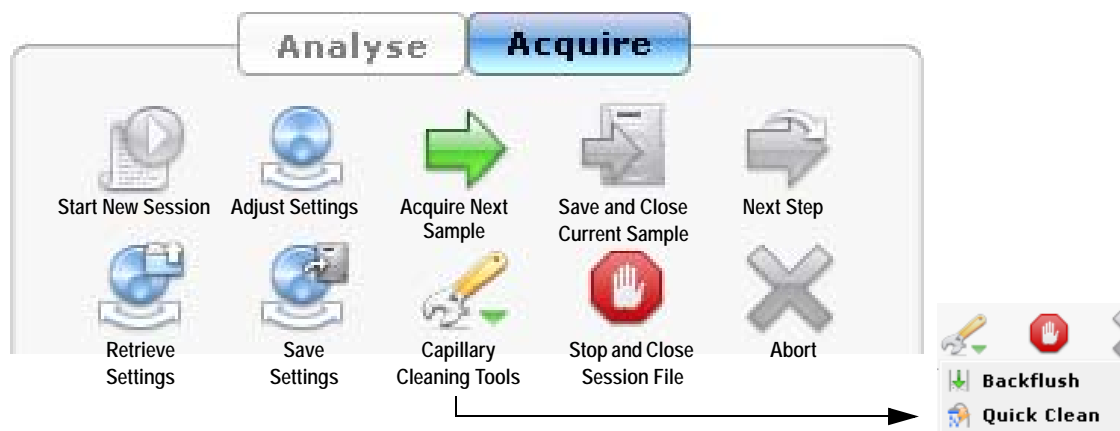 Analyse
Acquire
Start New Session
Adjust Settings
Acquire Next
Sample
Save and Close
Current Sample
Next Step
Retrieve
Settings
Save
Settings
Capillary
Cleaning Tools
Stop and Close
Session File
Abort
Backflush
Quick Clean